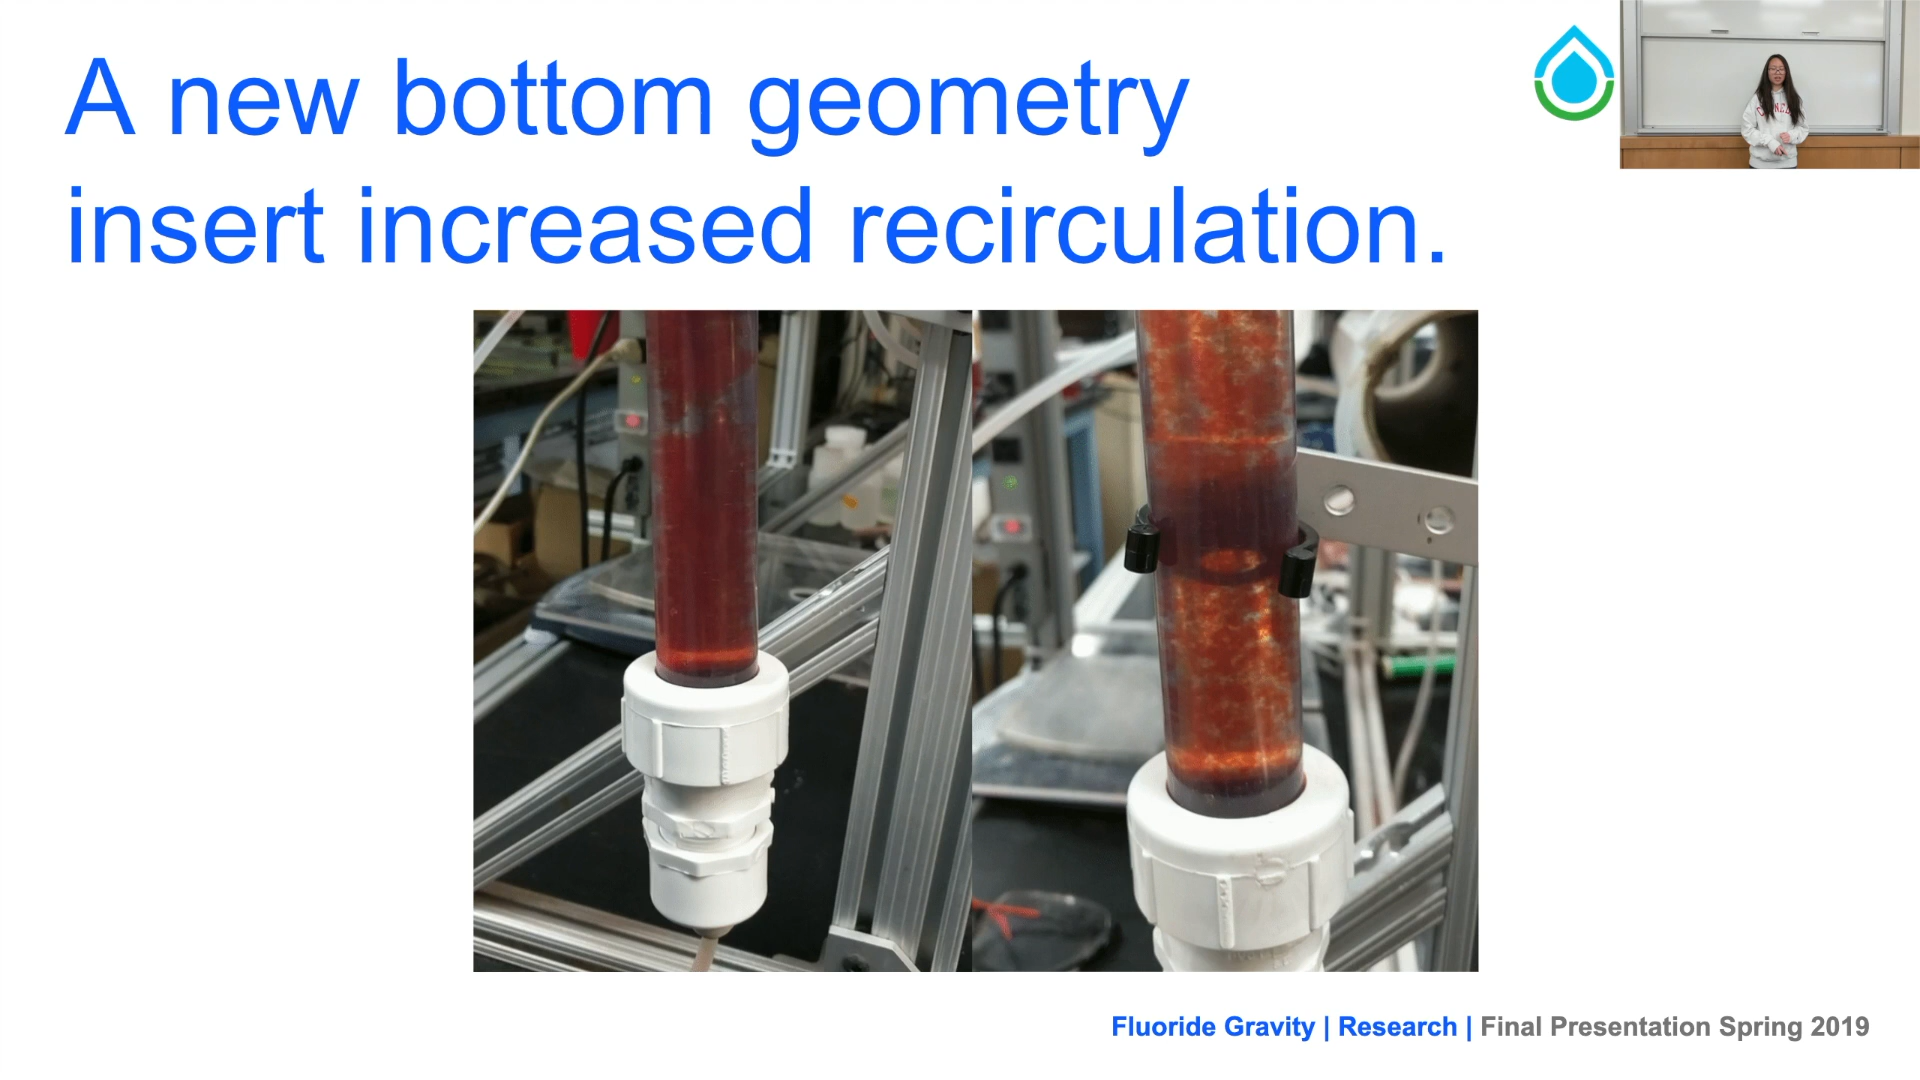 A new bottom geometry
insert increased recirculation.
Fluoride Gravity | Research | Final Presentation Spring 2019